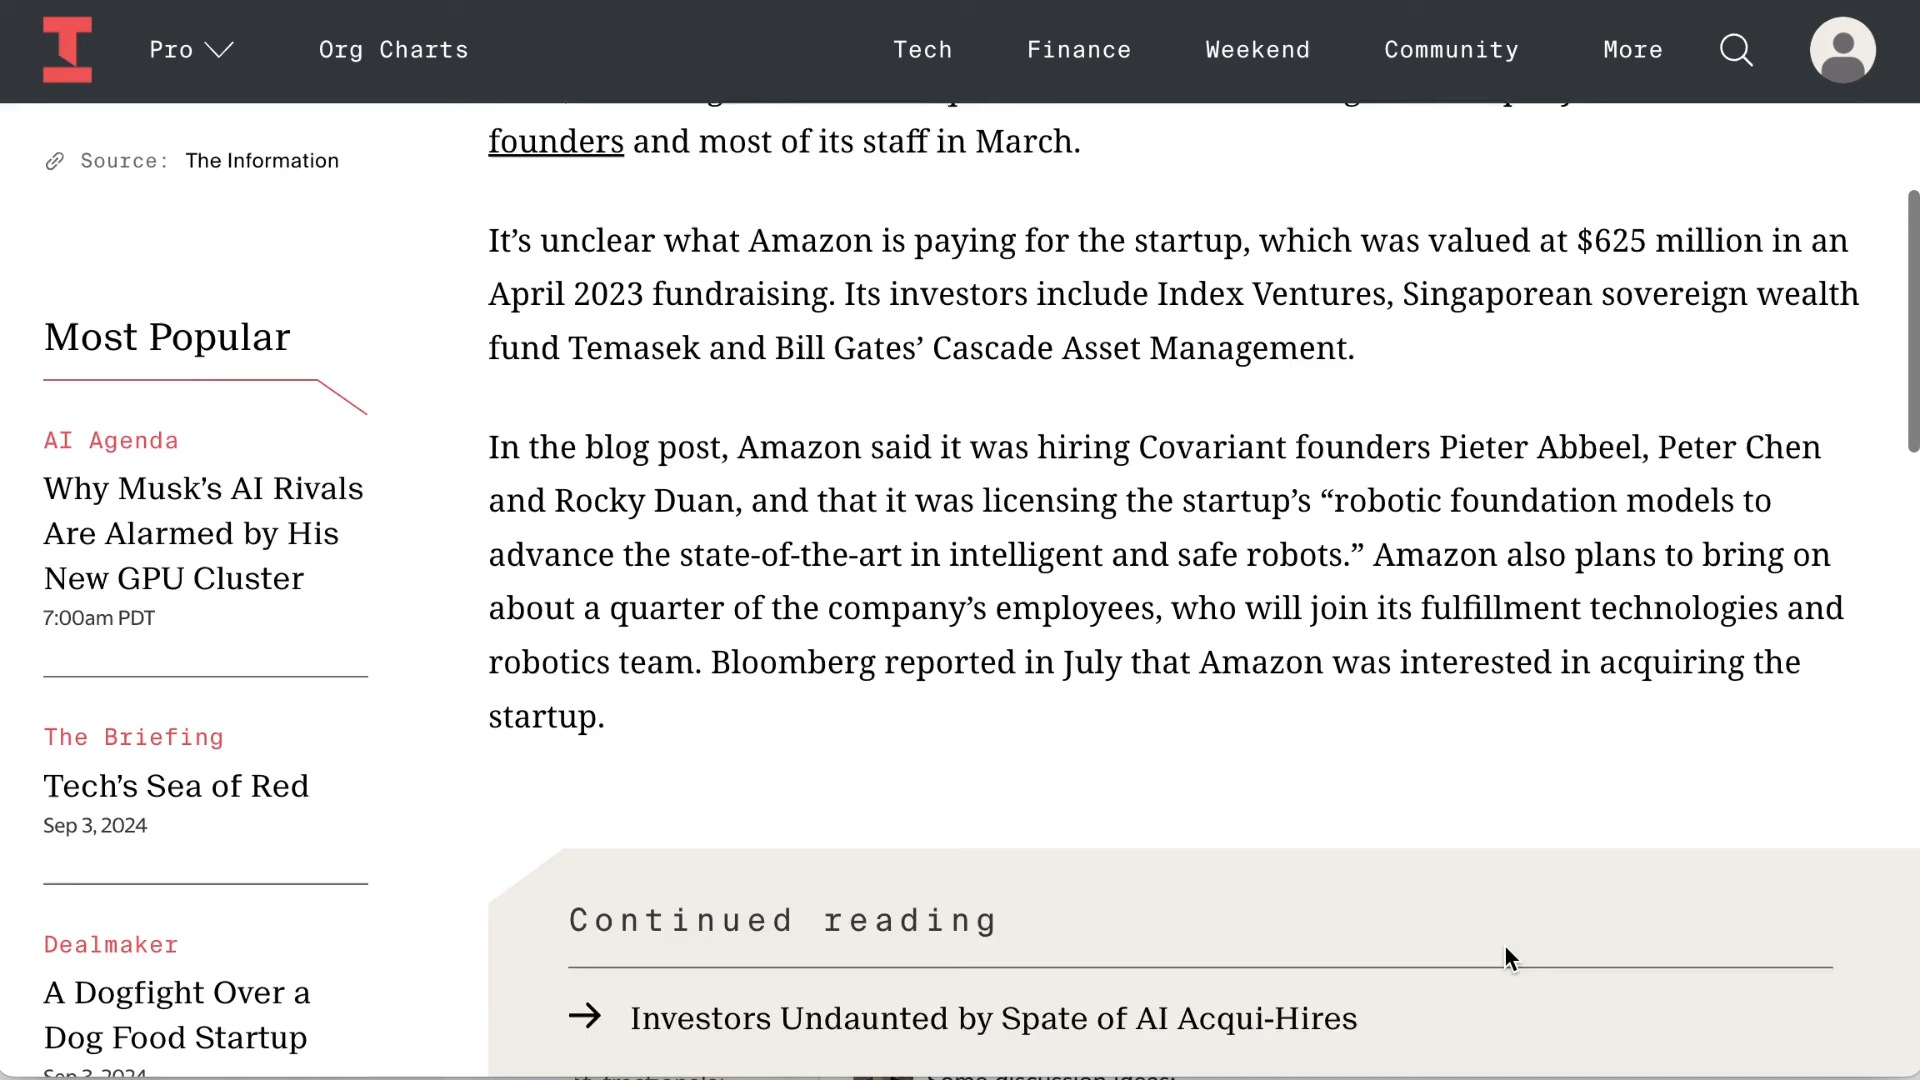 Pro
Org Charts
Tech
Finance
Weekend
Community
More
Source: The Information
Most Popular
AI Agenda
Why Musk’s AI Rivals
Are Alarmed by His
New GPU Cluster
7:00am PDT
The Briefing
Tech’s Sea of Red
Sep 3, 2024
Dealmaker
A Dogfight Over a
Dog Food Startup
Sep 3, 2024
founders and most of its staff in March.
It’s unclear what Amazon is paying for the startup, which was valued at $625 million in an
April 2023 fundraising. Its investors include Index Ventures, Singaporean sovereign wealth
fund Temasek and Bill Gates’ Cascade Asset Management.
In the blog post, Amazon said it was hiring Covariant founders Pieter Abbeel, Peter Chen
and Rocky Duan, and that it was licensing the startup’s “robotic foundation models to
advance the state-of-the-art in intelligent and safe robots.” Amazon also plans to bring on
about a quarter of the company’s employees, who will join its fulfillment technologies and
robotics team. Bloomberg reported in July that Amazon was interested in acquiring the
startup.
Continued reading
Investors Undaunted by Spate of AI Acqui-Hires